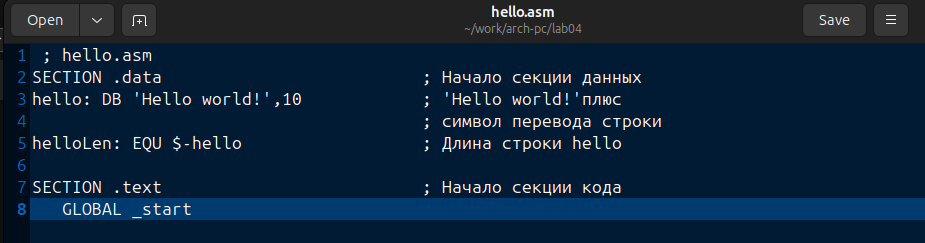 Open
hello.asm
~/work/arch-pc/lab04
Save
1 ; hello.asm
2 SECTION .data ; Начало секции данных
3 hello: DB 'Hello world!',10 ; 'Hello world!'плюс
4 ; символ перевода строки
5 helloLen: EQU $-hello ; Длина строки hello
6
7 SECTION .text ; Начало секции кода
8 GLOBAL _start